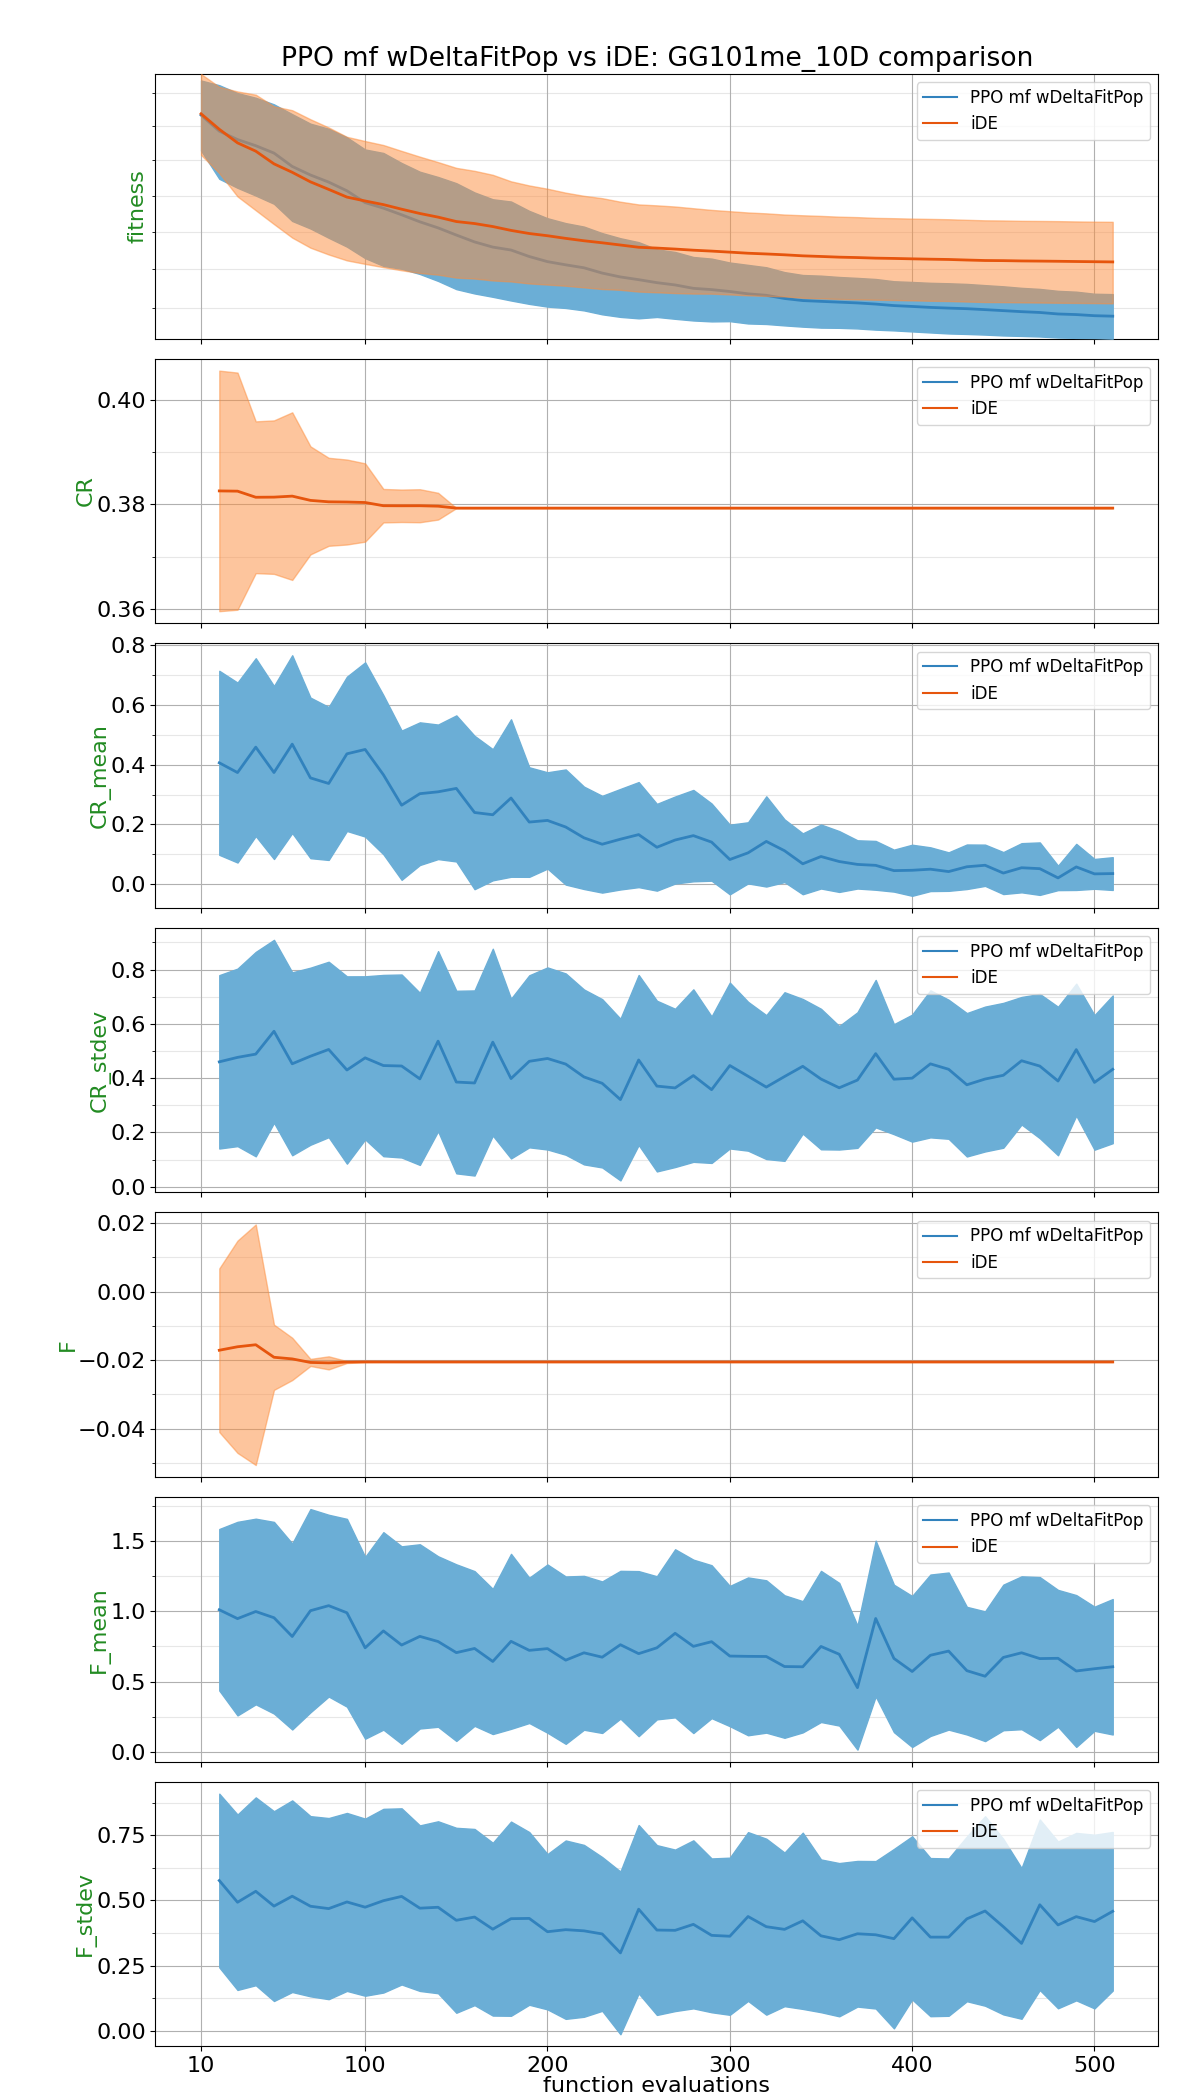 PPO mf wDeltaFitPop vs iDE: GG101me_10D comparison
fitness
PPO mf wDeltaFitPop
iDE
CR
0.40
0.38
0.36
PPO mf wDeltaFitPop
iDE
CR_mean
0.8
0.6
0.4
0.2
0.0
PPO mf wDeltaFitPop
iDE
CR_stdev
0.8
0.6
0.4
0.2
0.0
PPO mf wDeltaFitPop
iDE
F
0.02
0.00
−0.02
−0.04
PPO mf wDeltaFitPop
iDE
F_mean
1.5
1.0
0.5
0.0
PPO mf wDeltaFitPop
iDE
F_stdev
0.75
0.50
0.25
0.00
PPO mf wDeltaFitPop
iDE
10 100 200 300 400 500
function evaluations